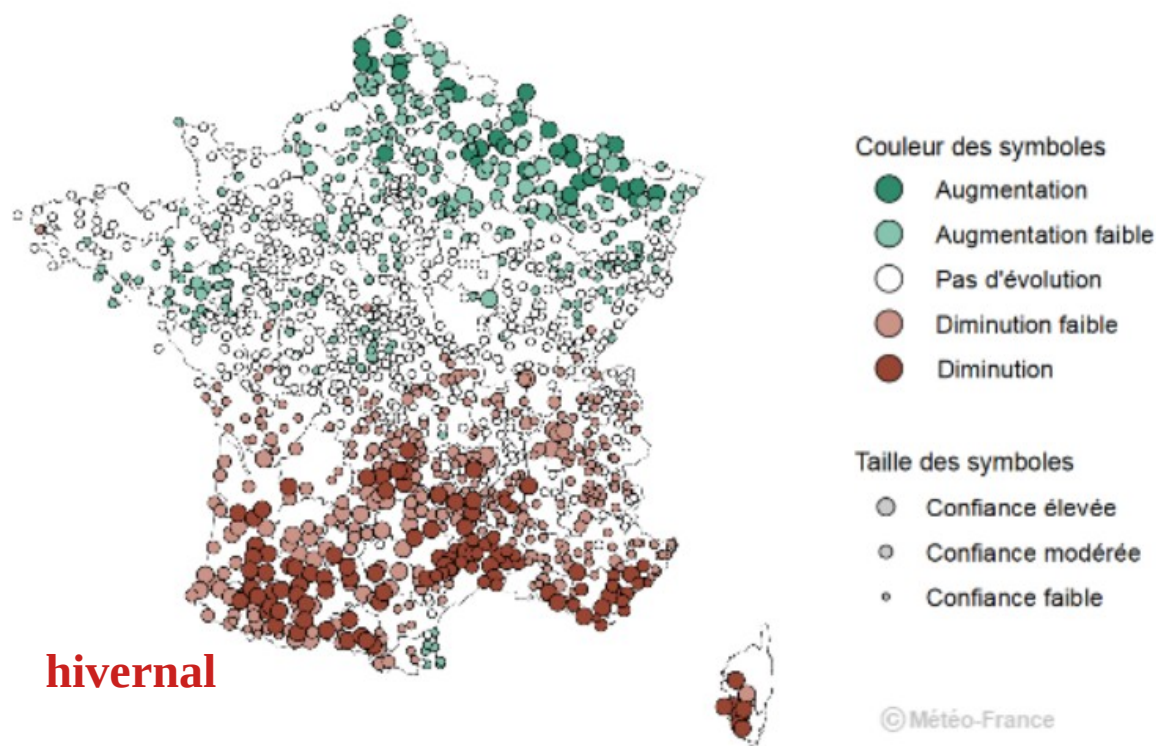 Couleur des symboles
Augmentation
Augmentation faible
Pas d'évolution
Diminution faible
Diminution
Taille des symboles
Confiance élevée
Confiance modérée
Confiance faible
hivernal
© Météo-France